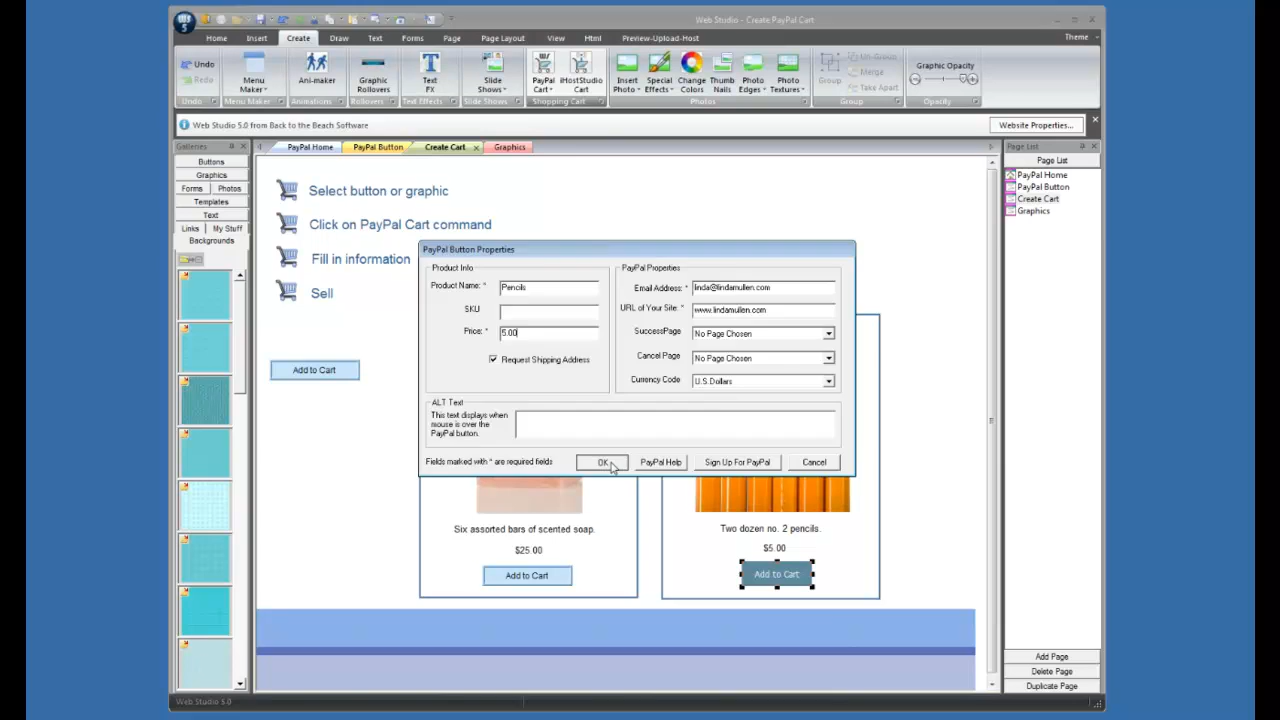 Web Studio - Create PayPal Cart
Home Insert Create Draw Text Forms Page Page Layout View Html Preview-Upload-Host Theme
Undo
Redo
Menu Maker
Ani-maker
Graphic Rollovers
Text FX
Slide Shows
PayPal Cart
iHostStudio Cart
Insert Photo
Special Effects
Change Colors
Thumb Nails
Photo Edges
Photo Textures
Group
Un-Group
Merge
Take Apart
Graphic Opacity
Undo Menu Maker Animations Rollovers Text Effects Slide Shows Shopping Cart Photos Group Opacity
Web Studio 5.0 from Back to the Beach Software
Website Properties...
Galleries
Buttons
Graphics
Forms Photos
Templates
Text
Links My Stuff
Backgrounds
PayPal Home PayPal Button Create Cart Graphics
Select button or graphic
Click on PayPal Cart command
Fill in information
Sell
Add to Cart
PayPal Button Properties
Product Info
Product Name: * Pencils
SKU
Price: * 5.00
Request Shipping Address
PayPal Properties
Email Address: * linda@lindamullen.com
URL of Your Site: * www.lindamullen.com
SuccessPage No Page Chosen
Cancel Page No Page Chosen
Currency Code U.S.Dollars
ALT Text
This text displays when
mouse is over the
PayPal button.
Fields marked with * are required fields
OK PayPal Help Sign Up For PayPal Cancel
Six assorted bars of scented soap.
$25.00
Add to Cart
Two dozen no. 2 pencils.
$5.00
Add to Cart
Page List
Page List
PayPal Home
PayPal Button
Create Cart
Graphics
Add Page
Delete Page
Duplicate Page
Web Studio 5.0